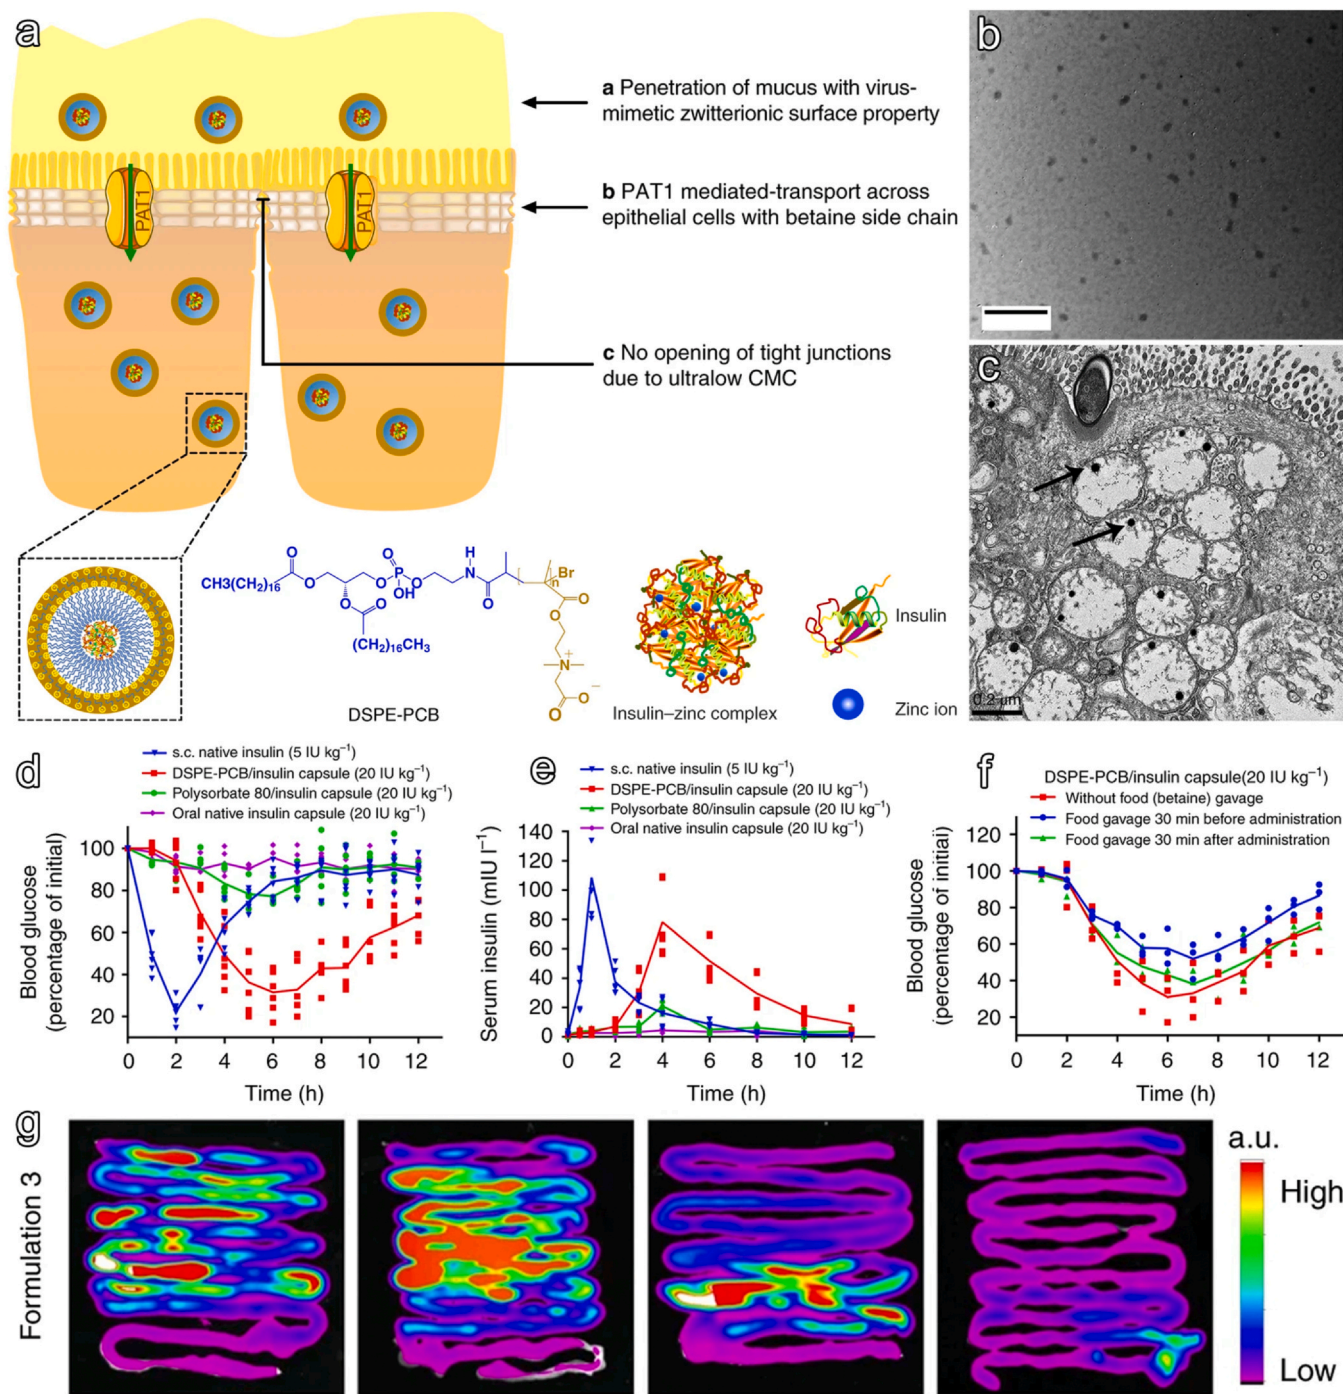 a
a Penetration of mucus with virus-
mimetic zwitterionic surface property
PAT1
PAT1
b PAT1 mediated-transport across
epithelial cells with betaine side chain
c No opening of tight junctions
due to ultralow CMC
b
c
0.2 μm
CH3(CH2)16
O
O
O
O
(CH2)16CH3
O
O
P
O
OH
H
N
O
Br
n
O
O
N
+
O
O
−
DSPE-PCB
Insulin–zinc complex
Insulin
Zinc ion
d
s.c. native insulin (5 IU kg⁻¹)
DSPE-PCB/insulin capsule (20 IU kg⁻¹)
Polysorbate 80/insulin capsule (20 IU kg⁻¹)
Oral native insulin capsule (20 IU kg⁻¹)
Blood glucose
(percentage of initial)
100
80
60
40
20
0 2 4 6 8 10 12
Time (h)
e
s.c. native insulin (5 IU kg⁻¹)
DSPE-PCB/insulin capsule (20 IU kg⁻¹)
Polysorbate 80/insulin capsule (20 IU kg⁻¹)
Oral native insulin capsule (20 IU kg⁻¹)
Serum insulin (mIU l⁻¹)
140
120
100
80
60
40
20
0
0 2 4 6 8 10 12
Time (h)
f
DSPE-PCB/insulin capsule(20 IU kg⁻¹)
Without food (betaine) gavage
Food gavage 30 min before administration
Food gavage 30 min after administration
Blood glucose
(percentage of initial)
120
100
80
60
40
20
0 2 4 6 8 10 12
Time (h)
g
Formulation 3
a.u.
High
Low